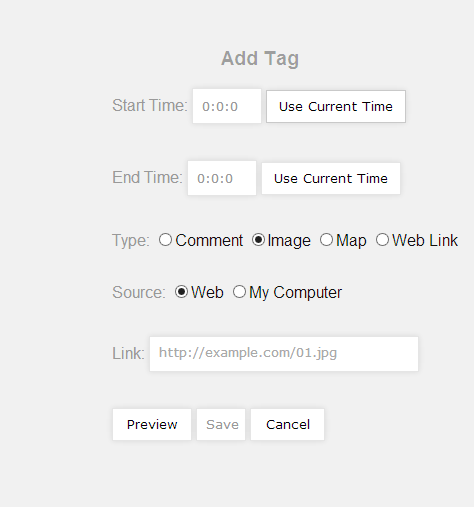 Add Tag
Start Time: 0:0:0 Use Current Time
End Time: 0:0:0 Use Current Time
Type: Comment Image Map Web Link
Source: Web My Computer
Link: http://example.com/01.jpg
Preview Save Cancel